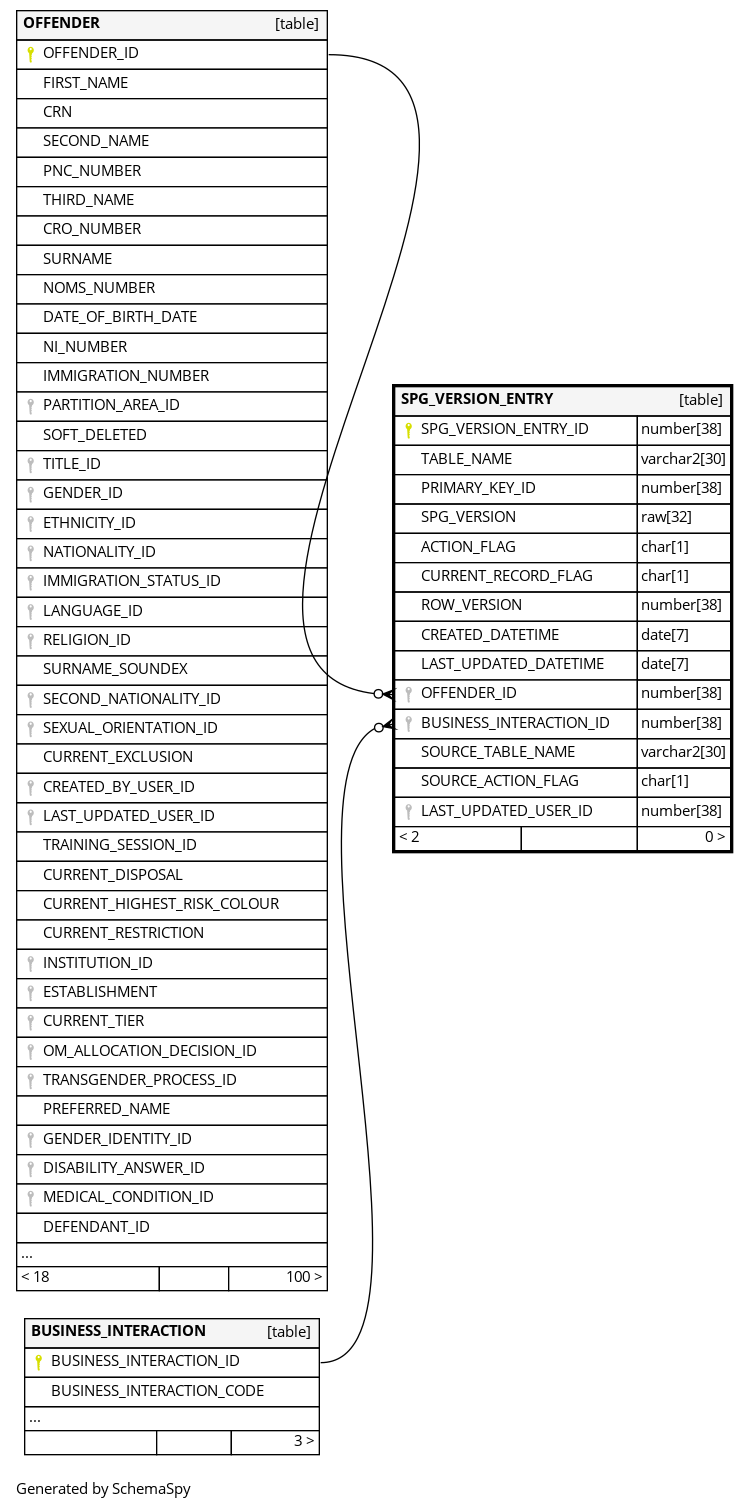 OFFENDER [table]
OFFENDER_ID
FIRST_NAME
CRN
SECOND_NAME
PNC_NUMBER
THIRD_NAME
CRO_NUMBER
SURNAME
NOMS_NUMBER
DATE_OF_BIRTH_DATE
NI_NUMBER
IMMIGRATION_NUMBER
PARTITION_AREA_ID
SOFT_DELETED
TITLE_ID
GENDER_ID
ETHNICITY_ID
NATIONALITY_ID
IMMIGRATION_STATUS_ID
LANGUAGE_ID
RELIGION_ID
SURNAME_SOUNDEX
SECOND_NATIONALITY_ID
SEXUAL_ORIENTATION_ID
CURRENT_EXCLUSION
CREATED_BY_USER_ID
LAST_UPDATED_USER_ID
TRAINING_SESSION_ID
CURRENT_DISPOSAL
CURRENT_HIGHEST_RISK_COLOUR
CURRENT_RESTRICTION
INSTITUTION_ID
ESTABLISHMENT
CURRENT_TIER
OM_ALLOCATION_DECISION_ID
TRANSGENDER_PROCESS_ID
PREFERRED_NAME
GENDER_IDENTITY_ID
DISABILITY_ANSWER_ID
MEDICAL_CONDITION_ID
DEFENDANT_ID
...
< 18 100 >
SPG_VERSION_ENTRY [table]
SPG_VERSION_ENTRY_ID number[38]
TABLE_NAME varchar2[30]
PRIMARY_KEY_ID number[38]
SPG_VERSION raw[32]
ACTION_FLAG char[1]
CURRENT_RECORD_FLAG char[1]
ROW_VERSION number[38]
CREATED_DATETIME date[7]
LAST_UPDATED_DATETIME date[7]
OFFENDER_ID number[38]
BUSINESS_INTERACTION_ID number[38]
SOURCE_TABLE_NAME varchar2[30]
SOURCE_ACTION_FLAG char[1]
LAST_UPDATED_USER_ID number[38]
< 2 0 >
BUSINESS_INTERACTION [table]
BUSINESS_INTERACTION_ID
BUSINESS_INTERACTION_CODE
...
3 >
Generated by SchemaSpy